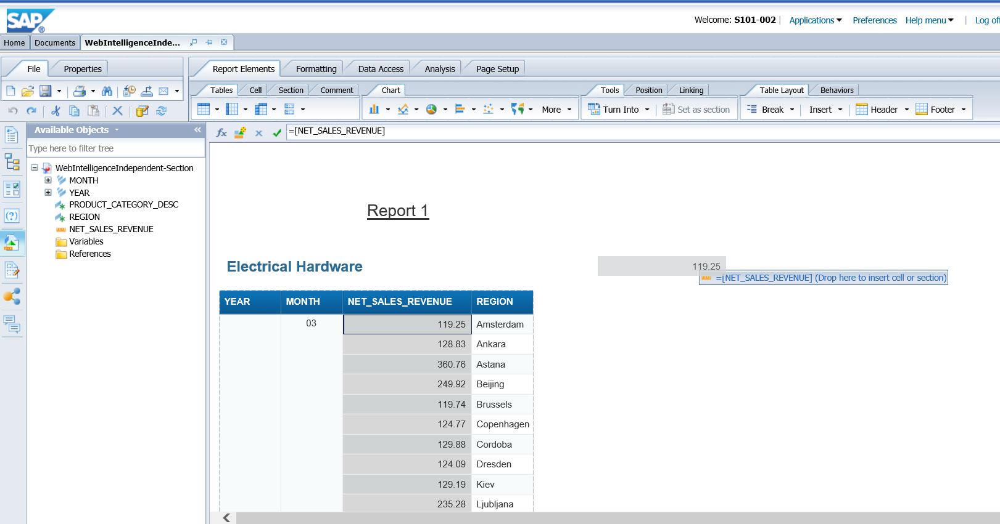 SAP ®
Welcome: S101-002 | Applications Preferences Help menu | Log of
Home Documents WebIntelligenceInde...
File Properties Report Elements Formatting Data Access Analysis Page Setup
Tables Cell Section Comment Chart Tools Position Linking Table Layout Behaviors
More Turn Into Set as section Break Insert Header Footer
Available Objects
=[NET_SALES_REVENUE]
Type here to filter tree
WebIntelligenceIndependent-Section
MONTH
YEAR
PRODUCT_CATEGORY_DESC
REGION
NET_SALES_REVENUE
Variables
References
Report 1
Electrical Hardware
119.25
=[NET_SALES_REVENUE] (Drop here to insert cell or section)
YEAR MONTH NET_SALES_REVENUE REGION
03 119.25 Amsterdam
128.83 Ankara
360.76 Astana
249.92 Beijing
119.74 Brussels
124.77 Copenhagen
129.88 Cordoba
124.09 Dresden
129.19 Kiev
235.28 Ljubljana